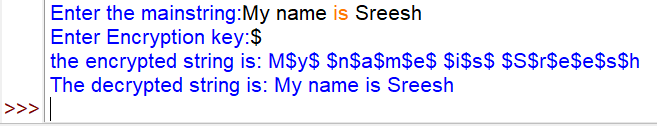 Enter the mainstring:My name is Sreesh
Enter Encryption key:$
the encrypted string is: M$y$ $n$a$m$e$ $i$s$ $S$r$e$e$s$h
The decrypted string is: My name is Sreesh
>>>